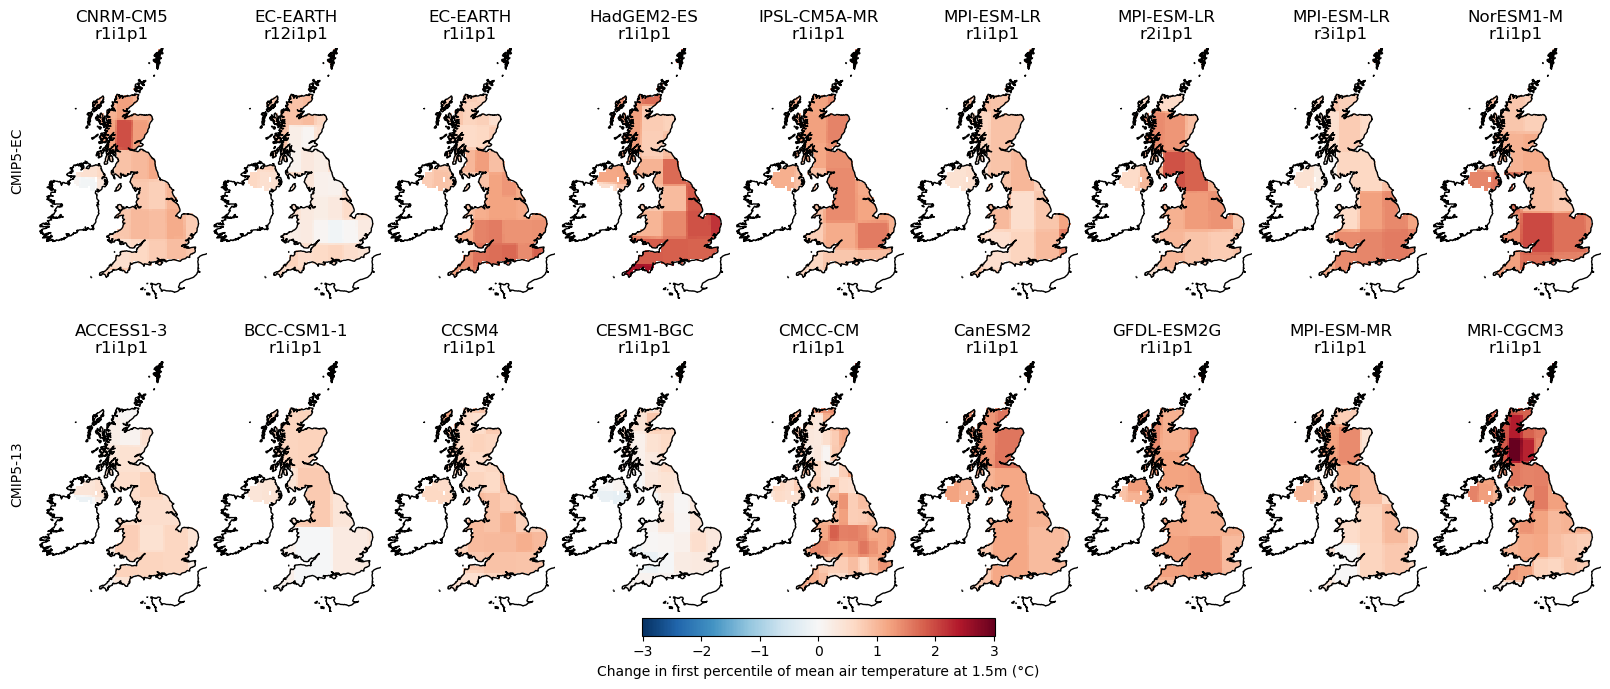 CNRM-CM5
r1i1p1
EC-EARTH
r12i1p1
EC-EARTH
r1i1p1
HadGEM2-ES
r1i1p1
IPSL-CM5A-MR
r1i1p1
MPI-ESM-LR
r1i1p1
MPI-ESM-LR
r2i1p1
MPI-ESM-LR
r3i1p1
NorESM1-M
r1i1p1
CMIP5-EC
ACCESS1-3
r1i1p1
BCC-CSM1-1
r1i1p1
CCSM4
r1i1p1
CESM1-BGC
r1i1p1
CMCC-CM
r1i1p1
CanESM2
r1i1p1
GFDL-ESM2G
r1i1p1
MPI-ESM-MR
r1i1p1
MRI-CGCM3
r1i1p1
CMIP5-13
−3 −2 −1 0 1 2 3
Change in first percentile of mean air temperature at 1.5m (°C)